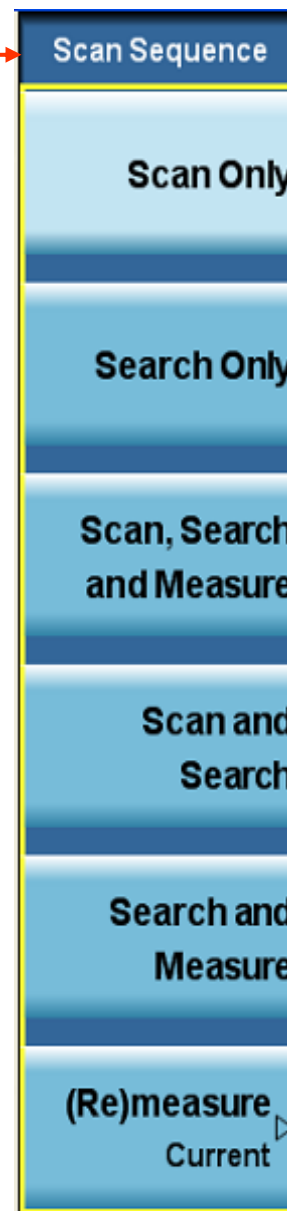 Scan Sequence
Scan Only
Search Only
Scan, Search
and Measure
Scan and
Search
Search and
Measure
(Re)measure
Current